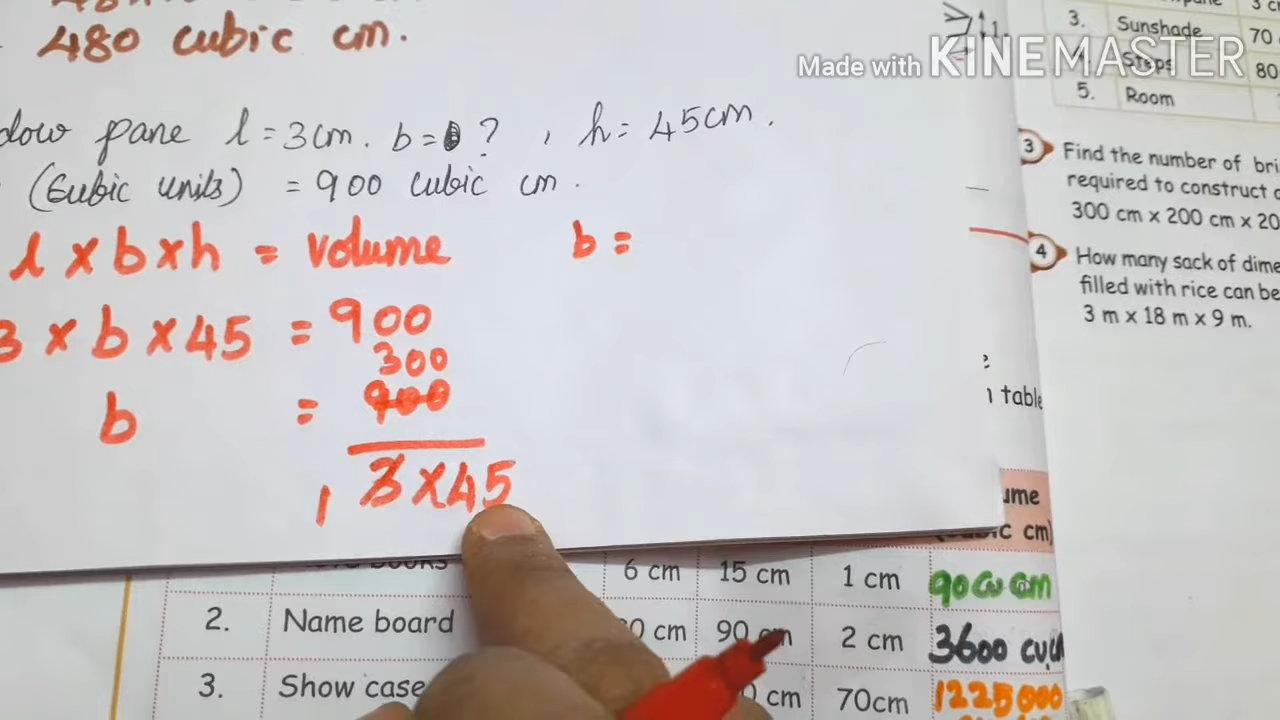 480 cubic cm.
pane l = 3cm. b = ? , h = 45cm.
(Cubic units) = 900 cubic cm.
l × b × h = volume
b =
3 × b × 45 = 900
300
b = 900
3 × 45
1
Made with KINEMASTER
3. Sunshade 70
Steps 80
5. Room
3 Find the number of bri
required to construct
300 cm x 200 cm x 20
4 How many sack of dime
filled with rice can be
3 m x 18 m x 9 m.
table
ume
c cm)
6 cm 15 cm 1 cm 90 cu cm
2. Name board 90 cm 2 cm 3600 cu.
3. Show case cm 70cm 1225000